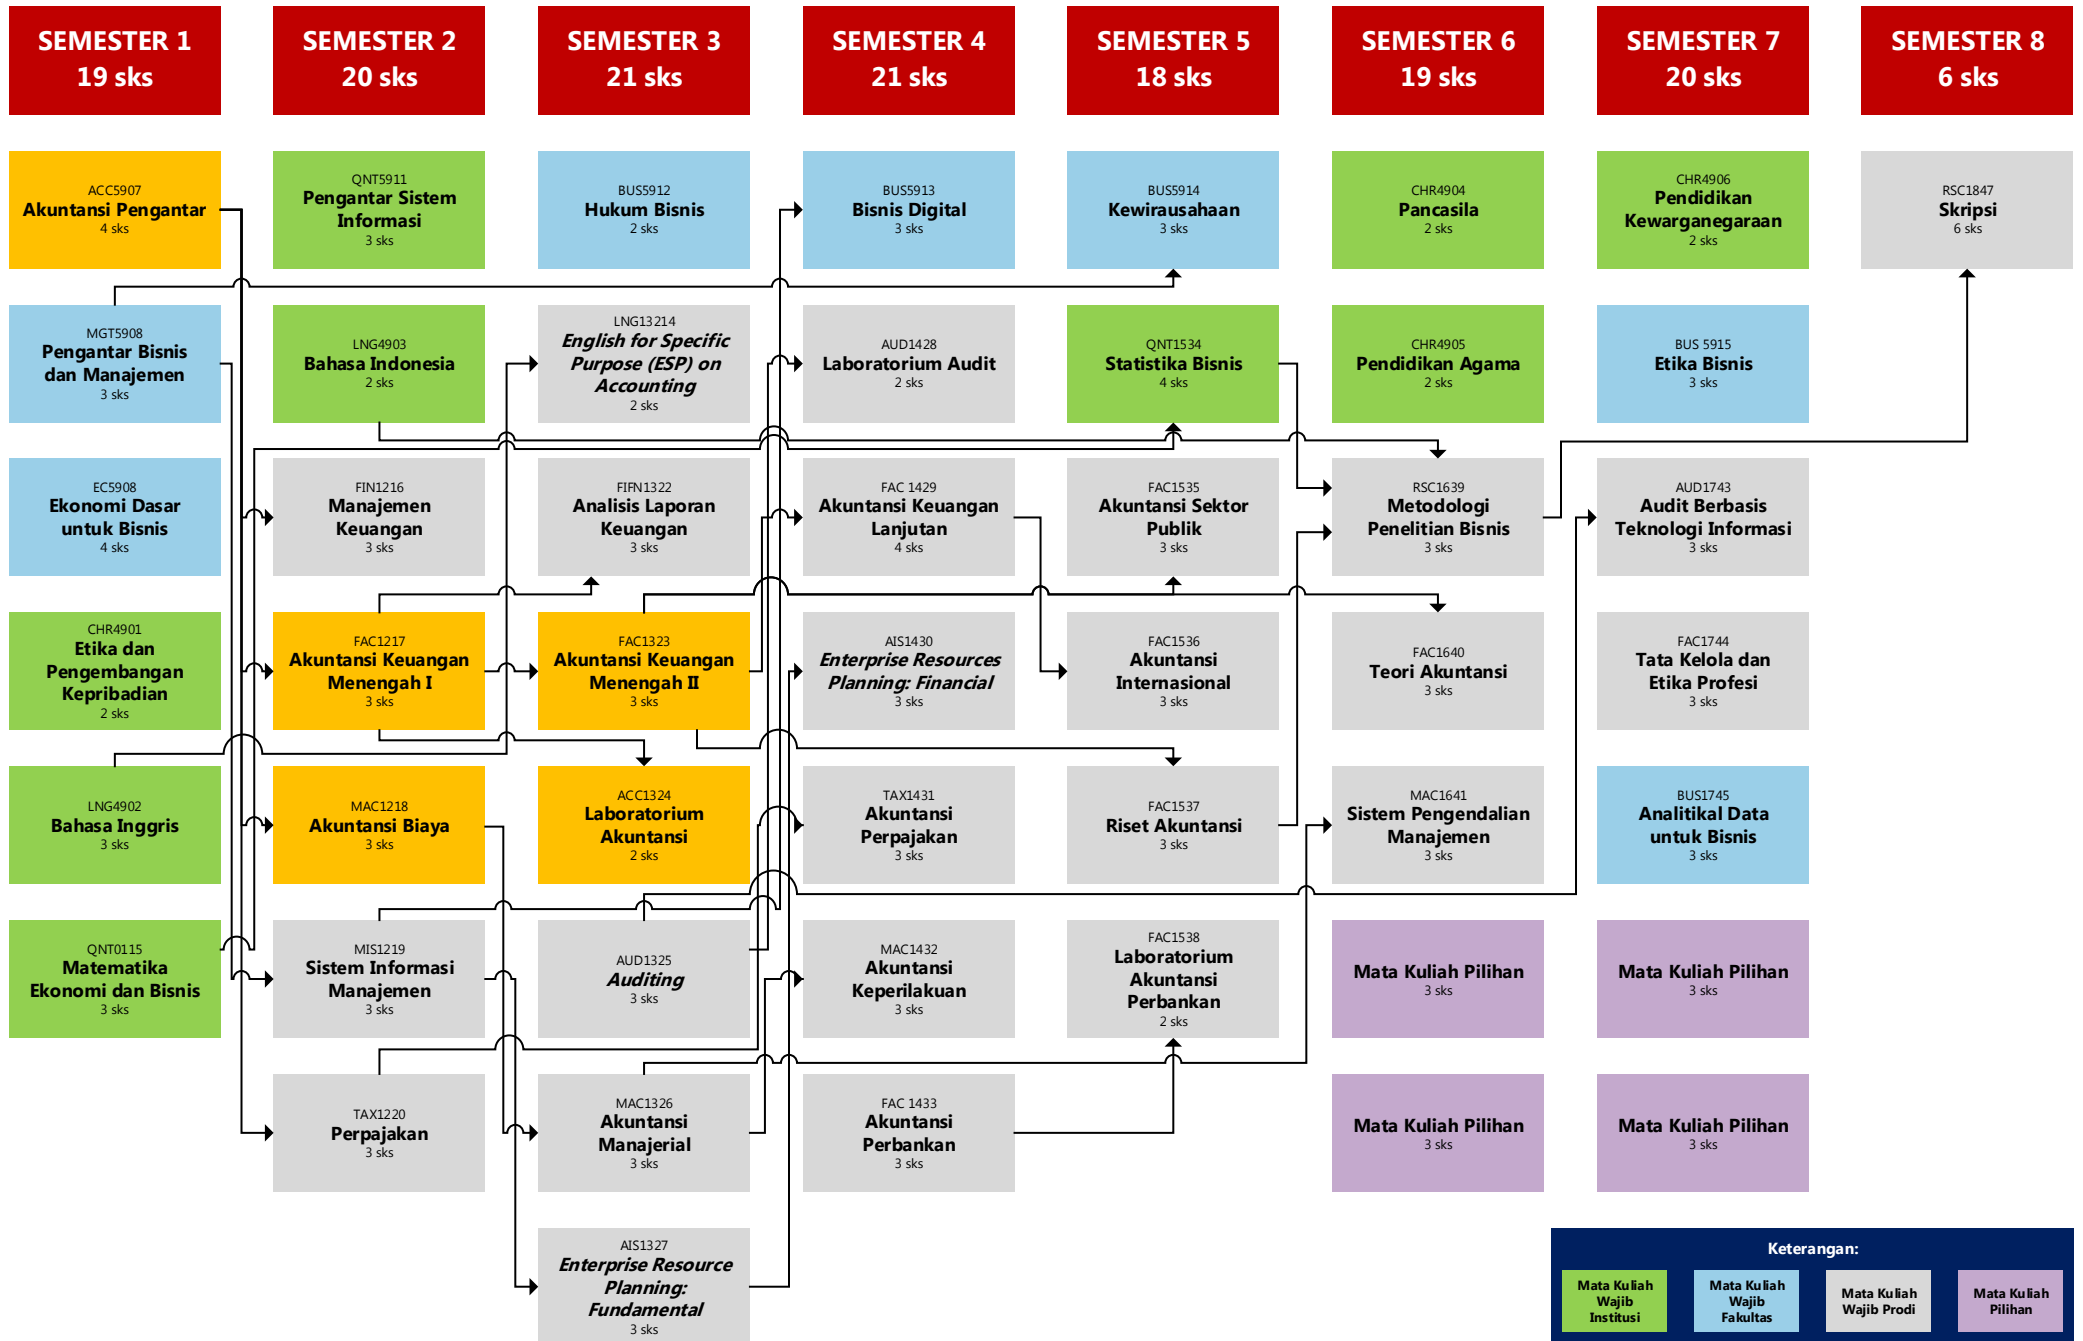 SEMESTER 1
19 sks
SEMESTER 2
20 sks
SEMESTER 3
21 sks
SEMESTER 4
21 sks
SEMESTER 5
18 sks
SEMESTER 6
19 sks
SEMESTER 7
20 sks
SEMESTER 8
6 sks
ACC5907
Akuntansi Pengantar
4 sks
QNT5911
Pengantar Sistem
Informasi
3 sks
BUS5912
Hukum Bisnis
2 sks
BUS5913
Bisnis Digital
3 sks
BUS5914
Kewirausahaan
3 sks
CHR4904
Pancasila
2 sks
CHR4906
Pendidikan
Kewarganegaraan
2 sks
RSC1847
Skripsi
6 sks
MGT5908
Pengantar Bisnis
dan Manajemen
3 sks
LNG4903
Bahasa Indonesia
2 sks
LNG13214
English for Specific
Purpose (ESP) on
Accounting
2 sks
AUD1428
Laboratorium Audit
2 sks
QNT1534
Statistika Bisnis
4 sks
CHR4905
Pendidikan Agama
2 sks
BUS 5915
Etika Bisnis
3 sks
EC5908
Ekonomi Dasar
untuk Bisnis
4 sks
FIN1216
Manajemen
Keuangan
3 sks
FIFN1322
Analisis Laporan
Keuangan
3 sks
FAC 1429
Akuntansi Keuangan
Lanjutan
4 sks
FAC1535
Akuntansi Sektor
Publik
3 sks
RSC1639
Metodologi
Penelitian Bisnis
3 sks
AUD1743
Audit Berbasis
Teknologi Informasi
3 sks
CHR4901
Etika dan
Pengembangan
Kepribadian
2 sks
FAC1217
Akuntansi Keuangan
Menengah I
3 sks
FAC1323
Akuntansi Keuangan
Menengah II
3 sks
AIS1430
Enterprise Resources
Planning: Financial
3 sks
FAC1536
Akuntansi
Internasional
3 sks
FAC1640
Teori Akuntansi
3 sks
FAC1744
Tata Kelola dan
Etika Profesi
3 sks
LNG4902
Bahasa Inggris
3 sks
MAC1218
Akuntansi Biaya
3 sks
ACC1324
Laboratorium
Akuntansi
2 sks
TAX1431
Akuntansi
Perpajakan
3 sks
FAC1537
Riset Akuntansi
3 sks
MAC1641
Sistem Pengendalian
Manajemen
3 sks
BUS1745
Analitikal Data
untuk Bisnis
3 sks
QNT0115
Matematika
Ekonomi dan Bisnis
3 sks
MIS1219
Sistem Informasi
Manajemen
3 sks
AUD1325
Auditing
3 sks
MAC1432
Akuntansi
Keperilakuan
3 sks
FAC1538
Laboratorium
Akuntansi
Perbankan
2 sks
Mata Kuliah Pilihan
3 sks
Mata Kuliah Pilihan
3 sks
TAX1220
Perpajakan
3 sks
MAC1326
Akuntansi
Manajerial
3 sks
FAC 1433
Akuntansi
Perbankan
3 sks
Mata Kuliah Pilihan
3 sks
Mata Kuliah Pilihan
3 sks
AIS1327
Enterprise Resource
Planning:
Fundamental
3 sks
Keterangan:
Mata Kuliah
Wajib
Institusi
Mata Kuliah
Wajib
Fakultas
Mata Kuliah
Wajib Prodi
Mata Kuliah
Pilihan